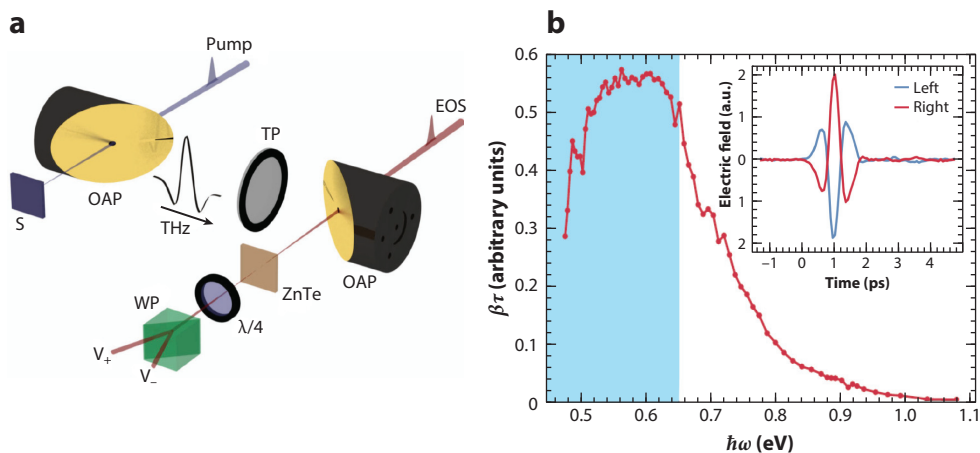 a
Pump
EOS
TP
OAP
S
THz
OAP
ZnTe
λ/4
WP
V+
V−
b
0.6
0.5
0.4
0.3
0.2
0.1
0
βτ (arbitrary units)
0.5 0.6 0.7 0.8 0.9 1.0 1.1
ħω (eV)
2
1
0
1
2
Electric field (a.u.)
Left
Right
−1 0 1 2 3 4
Time (ps)